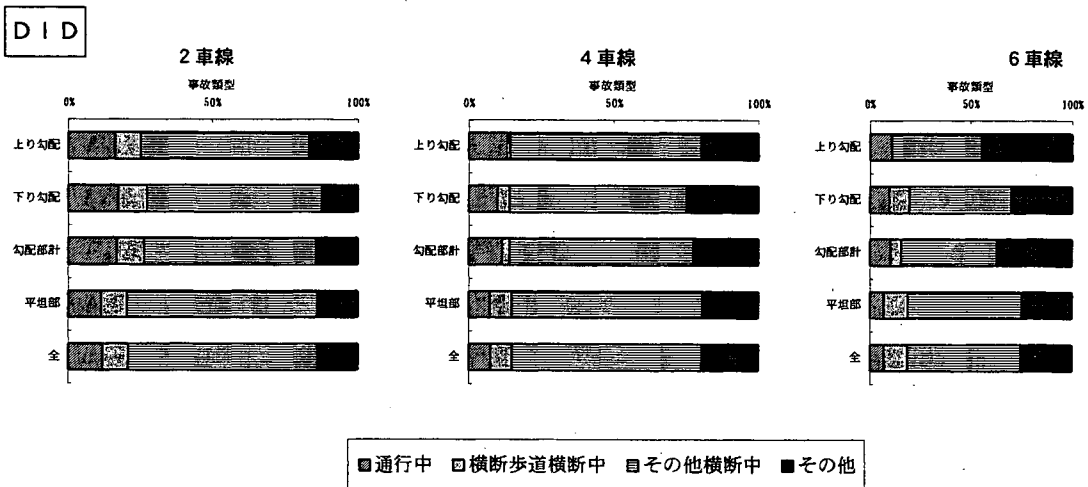 DID
2車線
事故類型
0% 50% 100%
上り勾配
下り勾配
勾配部計
平坦部
全
4車線
事故類型
0% 50% 100%
上り勾配
下り勾配
勾配部計
平坦部
全
6車線
事故類型
0% 50% 100%
上り勾配
下り勾配
勾配部計
平坦部
全
通行中 横断歩道横断中 その他横断中 その他